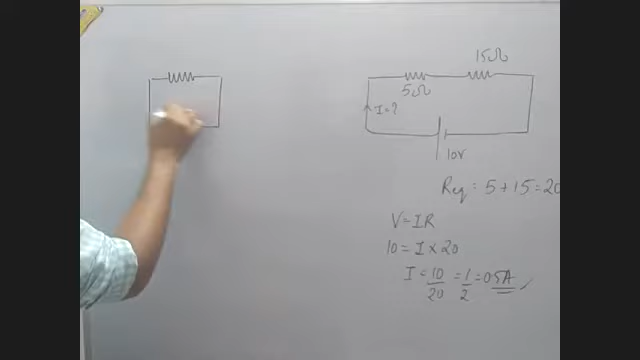 15Ω
5Ω
I=?
10V
Req = 5+15=20
V=IR
10 = I × 20
I = 10/20 = 1/2 = 0.5A